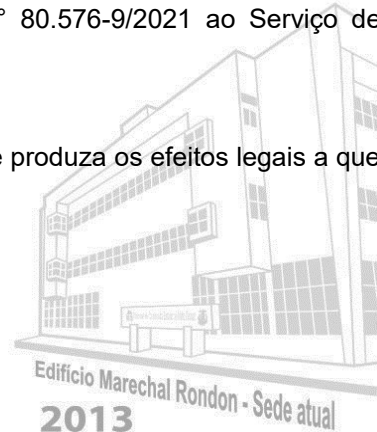 ° 80.576-9/2021 ao Serviço de
e produza os efeitos legais a que
Edifício Marechal Rondon - Sede atual
2013